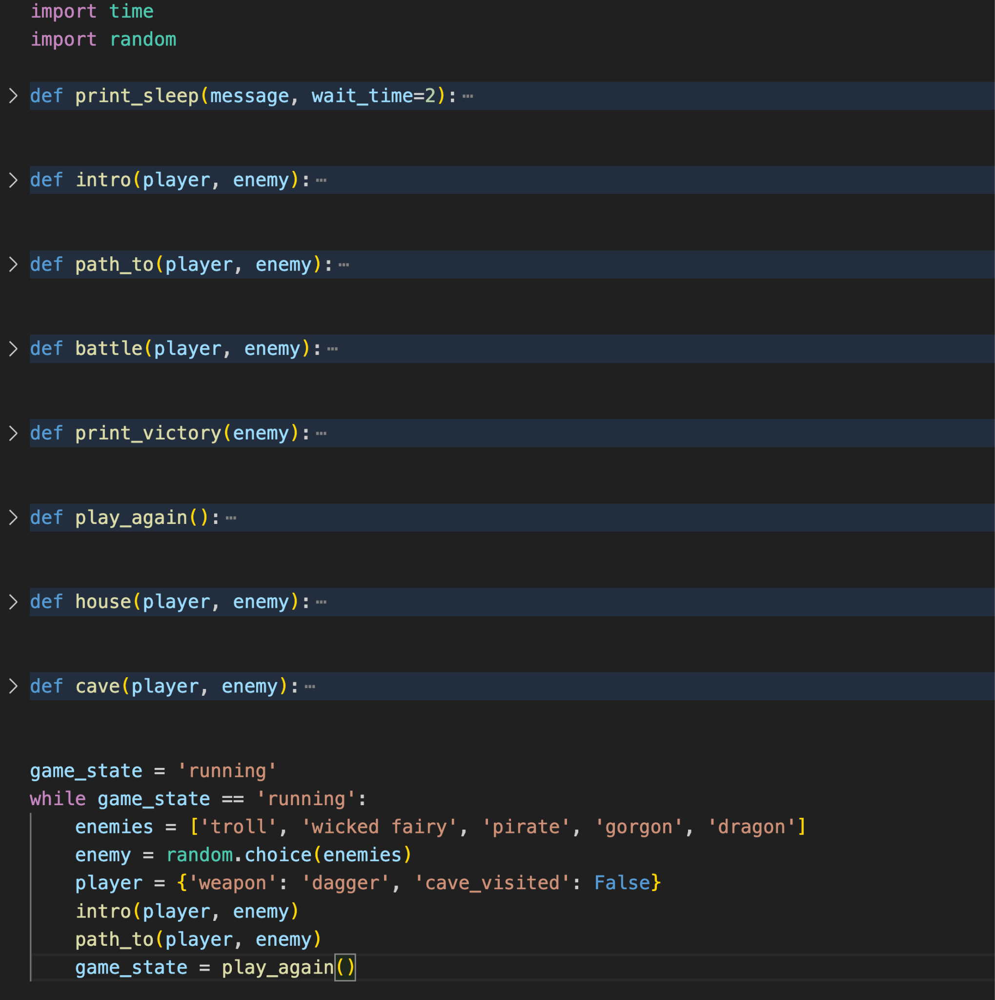 import time
import random
def print_sleep(message, wait_time=2):…
def intro(player, enemy):…
def path_to(player, enemy):…
def battle(player, enemy):…
def print_victory(enemy):…
def play_again():…
def house(player, enemy):…
def cave(player, enemy):…
game_state = 'running'
while game_state == 'running':
    enemies = ['troll', 'wicked fairy', 'pirate', 'gorgon', 'dragon']
    enemy = random.choice(enemies)
    player = {'weapon': 'dagger', 'cave_visited': False}
    intro(player, enemy)
    path_to(player, enemy)
    game_state = play_again()